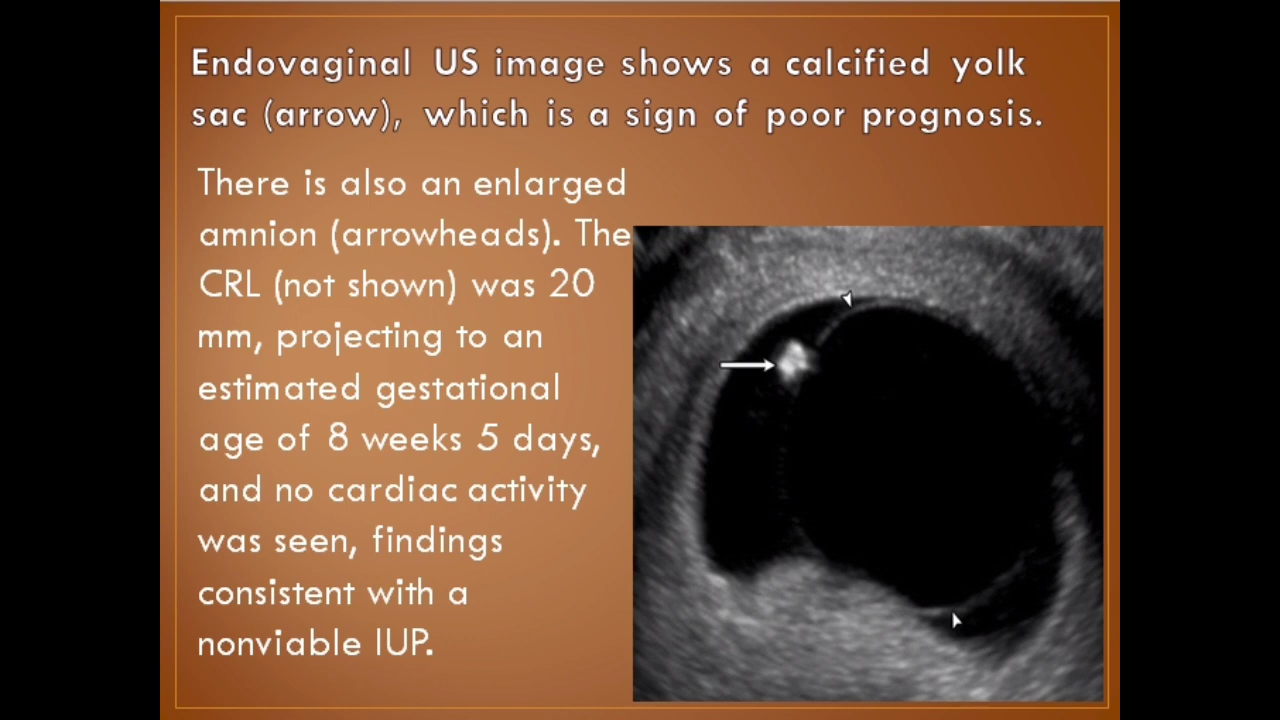 Endovaginal US image shows a calcified yolk
sac (arrow), which is a sign of poor prognosis.
There is also an enlarged
amnion (arrowheads). The
CRL (not shown) was 20
mm, projecting to an
estimated gestational
age of 8 weeks 5 days,
and no cardiac activity
was seen, findings
consistent with a
nonviable IUP.